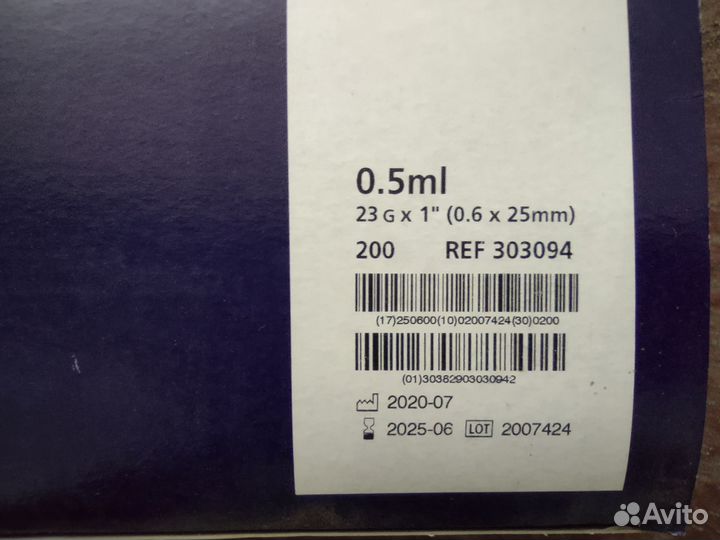 0.5ml
23 G x 1" (0.6 x 25mm)
200 REF 303094
(17)250600(10)02007424(30)0200
(01)30382903030942
2020-07
2025-06 LOT 2007424
Avito